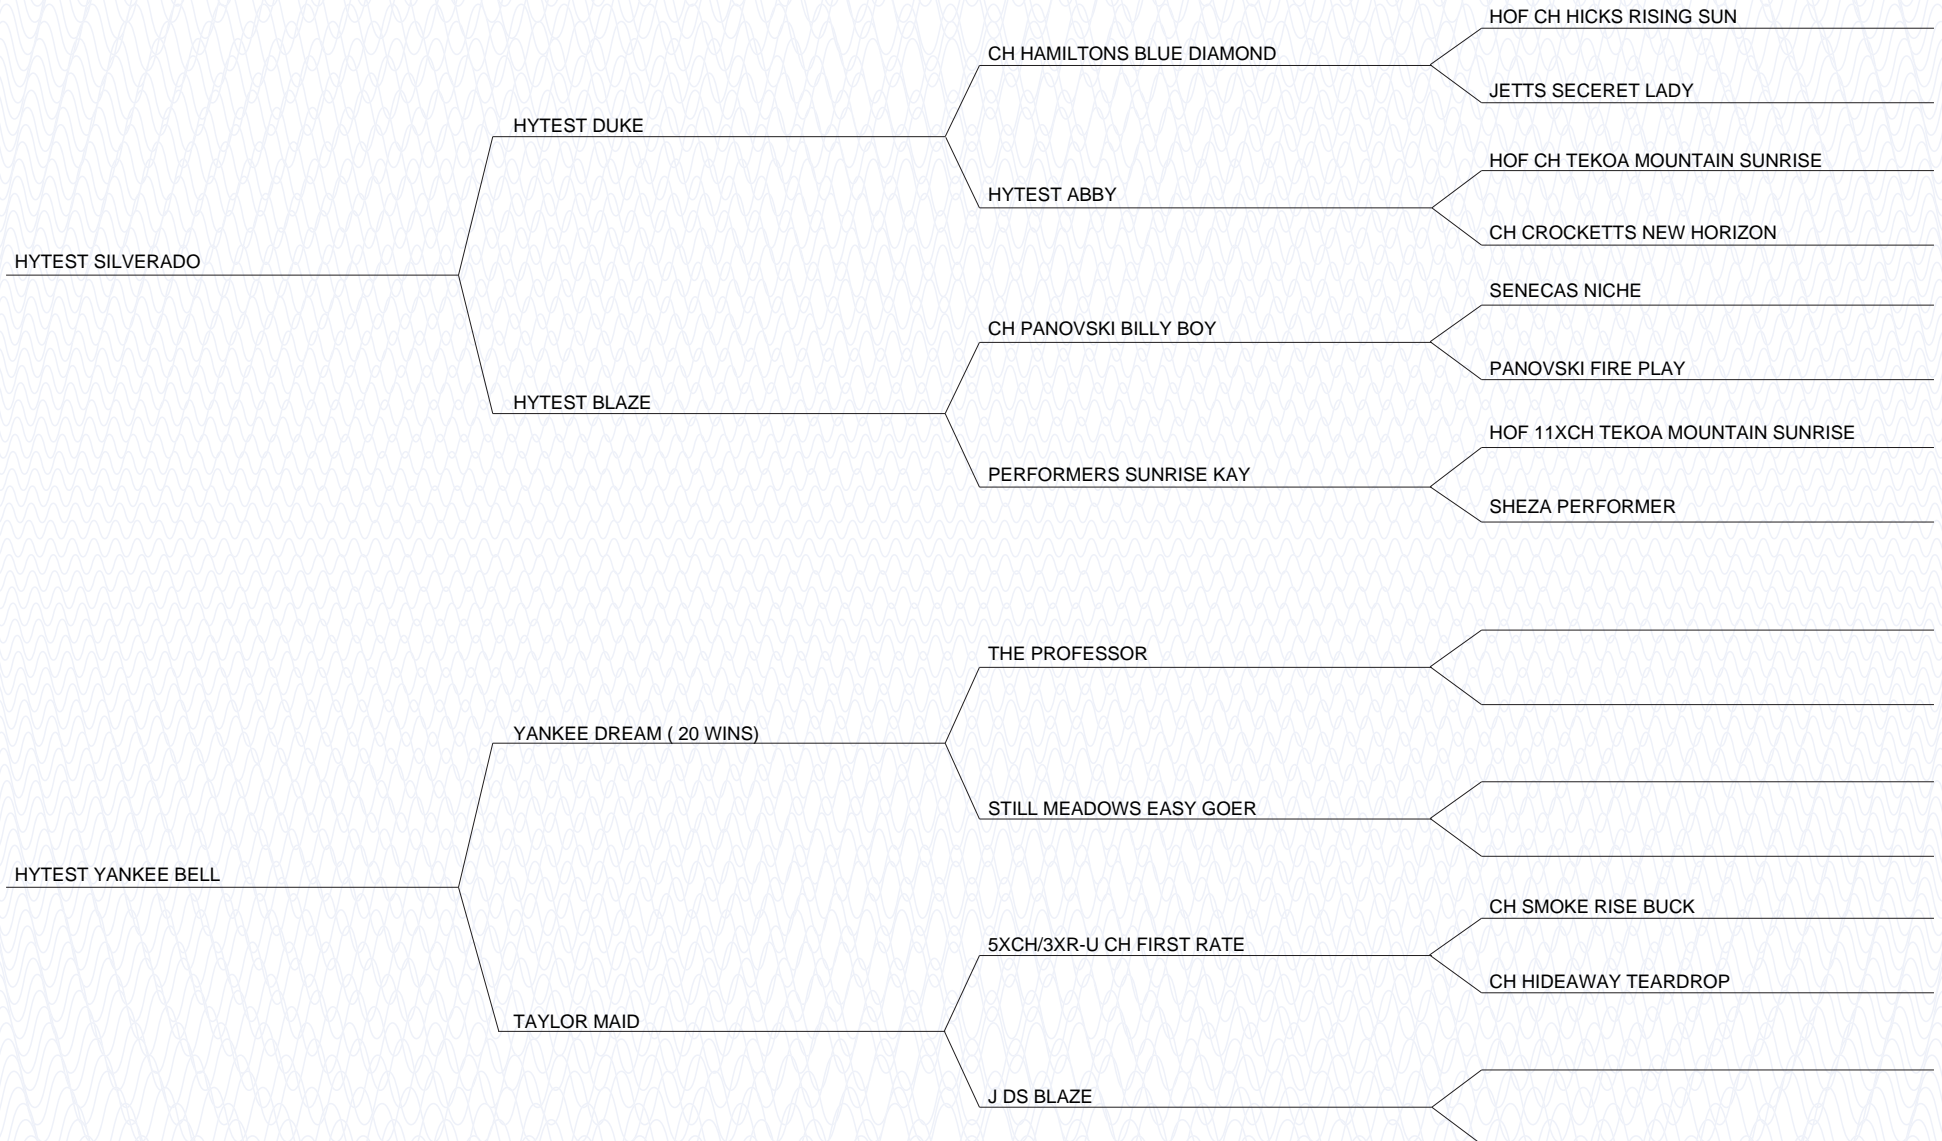 HOF CH HICKS RISING SUN
CH HAMILTONS BLUE DIAMOND
JETTS SECERET LADY
HYTEST DUKE
HOF CH TEKOA MOUNTAIN SUNRISE
HYTEST ABBY
CH CROCKETTS NEW HORIZON
HYTEST SILVERADO
SENECAS NICHE
CH PANOVSKI BILLY BOY
PANOVSKI FIRE PLAY
HYTEST BLAZE
HOF 11XCH TEKOA MOUNTAIN SUNRISE
PERFORMERS SUNRISE KAY
SHEZA PERFORMER
THE PROFESSOR
YANKEE DREAM ( 20 WINS)
STILL MEADOWS EASY GOER
HYTEST YANKEE BELL
CH SMOKE RISE BUCK
5XCH/3XR-U CH FIRST RATE
CH HIDEAWAY TEARDROP
TAYLOR MAID
J DS BLAZE